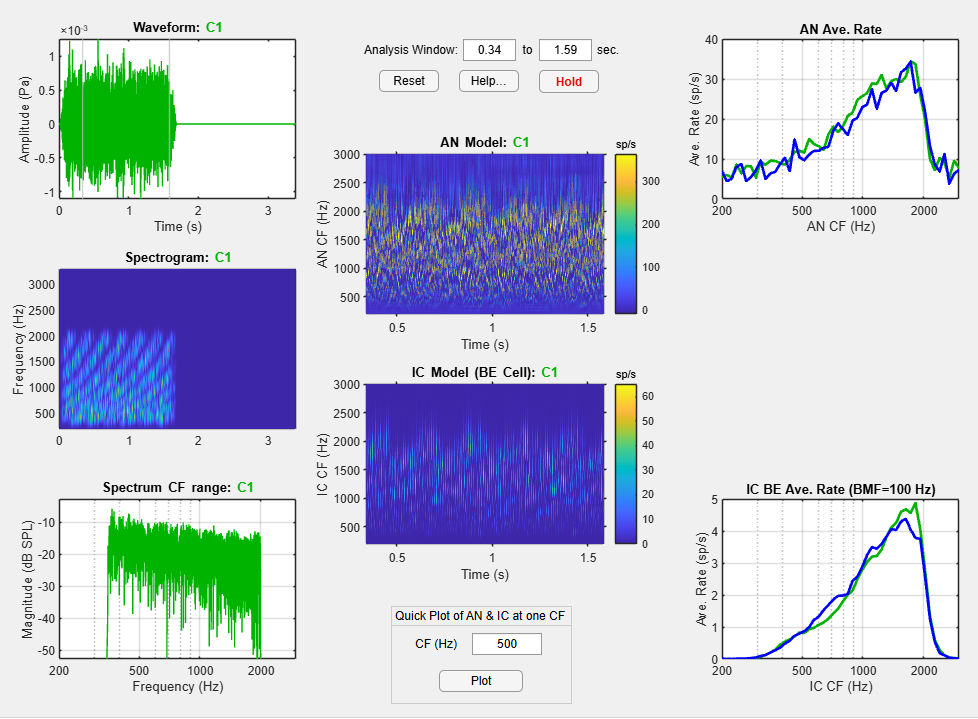 Waveform: C1
×10-3
1
0.5
0
-0.5
-1
Amplitude (Pa)
0 1 2 3
Time (s)
Spectrogram: C1
3000
2500
2000
1500
1000
500
Frequency (Hz)
0 1 2 3
Spectrum CF range: C1
-10
-20
-30
-40
-50
Magnitud (dB SPL)
200 500 1000 2000
Frequency (Hz)
Analysis Window: 0.34 to 1.59 sec.
Reset Help... Hold
AN Model: C1
sp/s
3000
2500
2000
1500
1000
500
AN CF (Hz)
300
200
100
0
0.5 1 1.5
Time (s)
IC Model (BE Cell): C1
sp/s
3000
2000
1500
1000
500
IC CF (Hz)
60
50
40
30
20
10
0
0.5 1 1.5
Time (s)
Quick Plot of AN & IC at one CF
CF (Hz) 500
Plot
AN Ave. Rate
40
30
20
10
0
Ave. Rate (sp/s)
200 500 1000 2000
AN CF (Hz)
IC BE Ave. Rate (BMF=100 Hz)
5
4
3
2
1
0
Ave. Rate (sp/s)
200 500 1000 2000
IC CF (Hz)